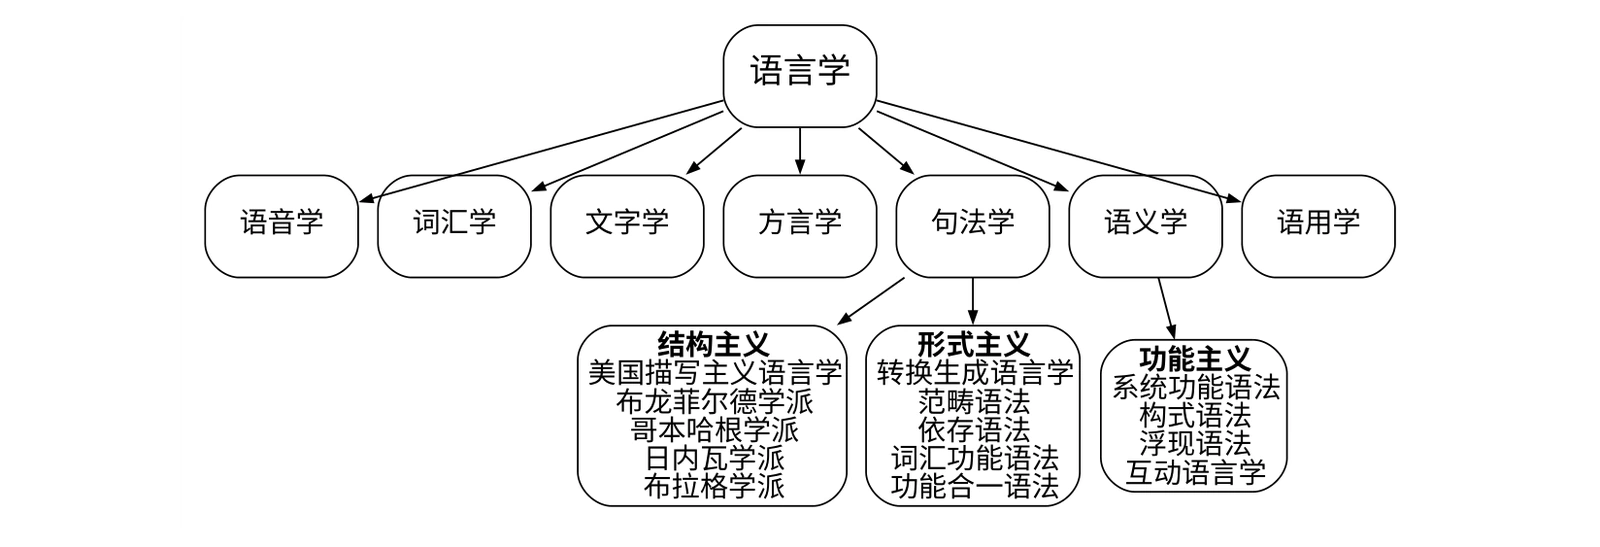 语言学
语音学
词汇学
文字学
方言学
句法学
语义学
语用学
结构主义
美国描写主义语言学
布龙菲尔德学派
哥本哈根学派
日内瓦学派
布拉格学派
形式主义
转换生成语言学
范畴语法
依存语法
词汇功能语法
功能合一语法
功能主义
系统功能语法
构式语法
浮现语法
互动语言学